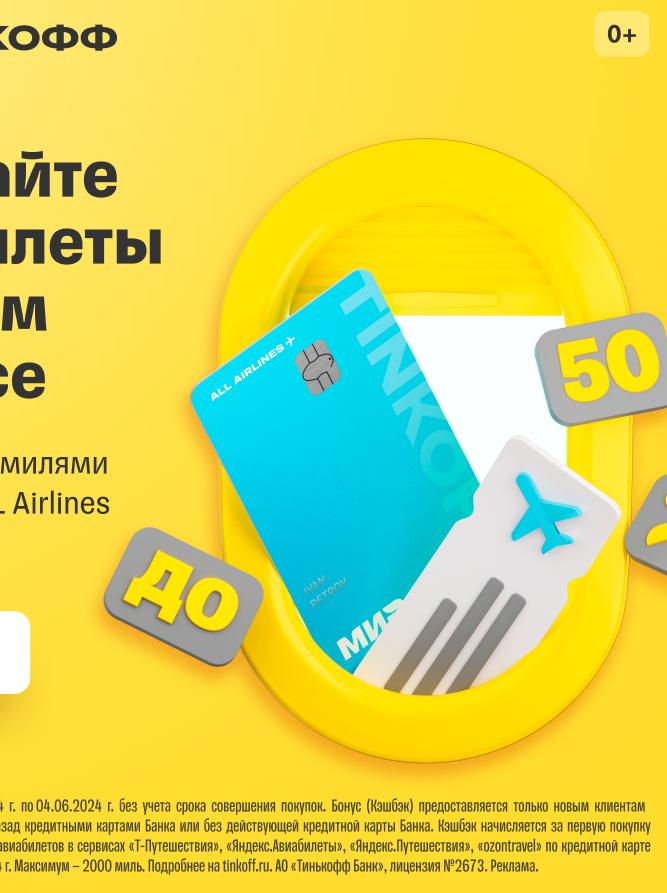 КОФФ
0+
айте
илеты
м
се
милями
L Airlines
TINKOF
ALL AIRLINES
50
IVAN
PETROV
ДО
г. по 04.06.2024 г. без учета срока совершения покупок. Бонус (Кэшбэк) предоставляется только новым клиентам
азад кредитными картами Банка или без действующей кредитной карты Банка. Кэшбэк начисляется за первую покупку
авиабилетов в сервисах «Т-Путешествия», «Яндекс.Авиабилеты», «Яндекс.Путешествия», «ozontravel» по кредитной карте
4 г. Максимум – 2000 миль. Подробнее на tinkoff.ru. АО «Тинькофф Банк», лицензия №2673. Реклама.